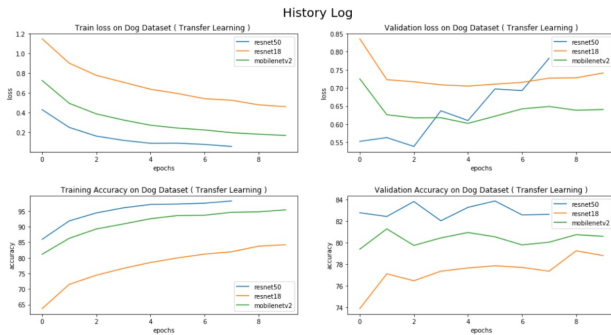 History Log
Train loss on Dog Dataset ( Transfer Learning )
1.2
1.0
0.8
0.6
0.4
0.2
loss
0 2 4 6 8
epochs
resnet50
resnet18
mobilenetv2
Validation loss on Dog Dataset ( Transfer Learning )
0.85
0.80
0.75
0.70
0.65
0.60
0.55
loss
0 2 4 6 8
epochs
resnet50
resnet18
mobilenetv2
Training Accuracy on Dog Dataset ( Transfer Learning )
95
90
85
80
75
70
65
accuracy
0 2 4 6 8
epochs
resnet50
resnet18
mobilenetv2
Validation Accuracy on Dog Dataset ( Transfer Learning )
84
82
80
78
76
74
accuracy
0 2 4 6 8
epochs
resnet50
resnet18
mobilenetv2